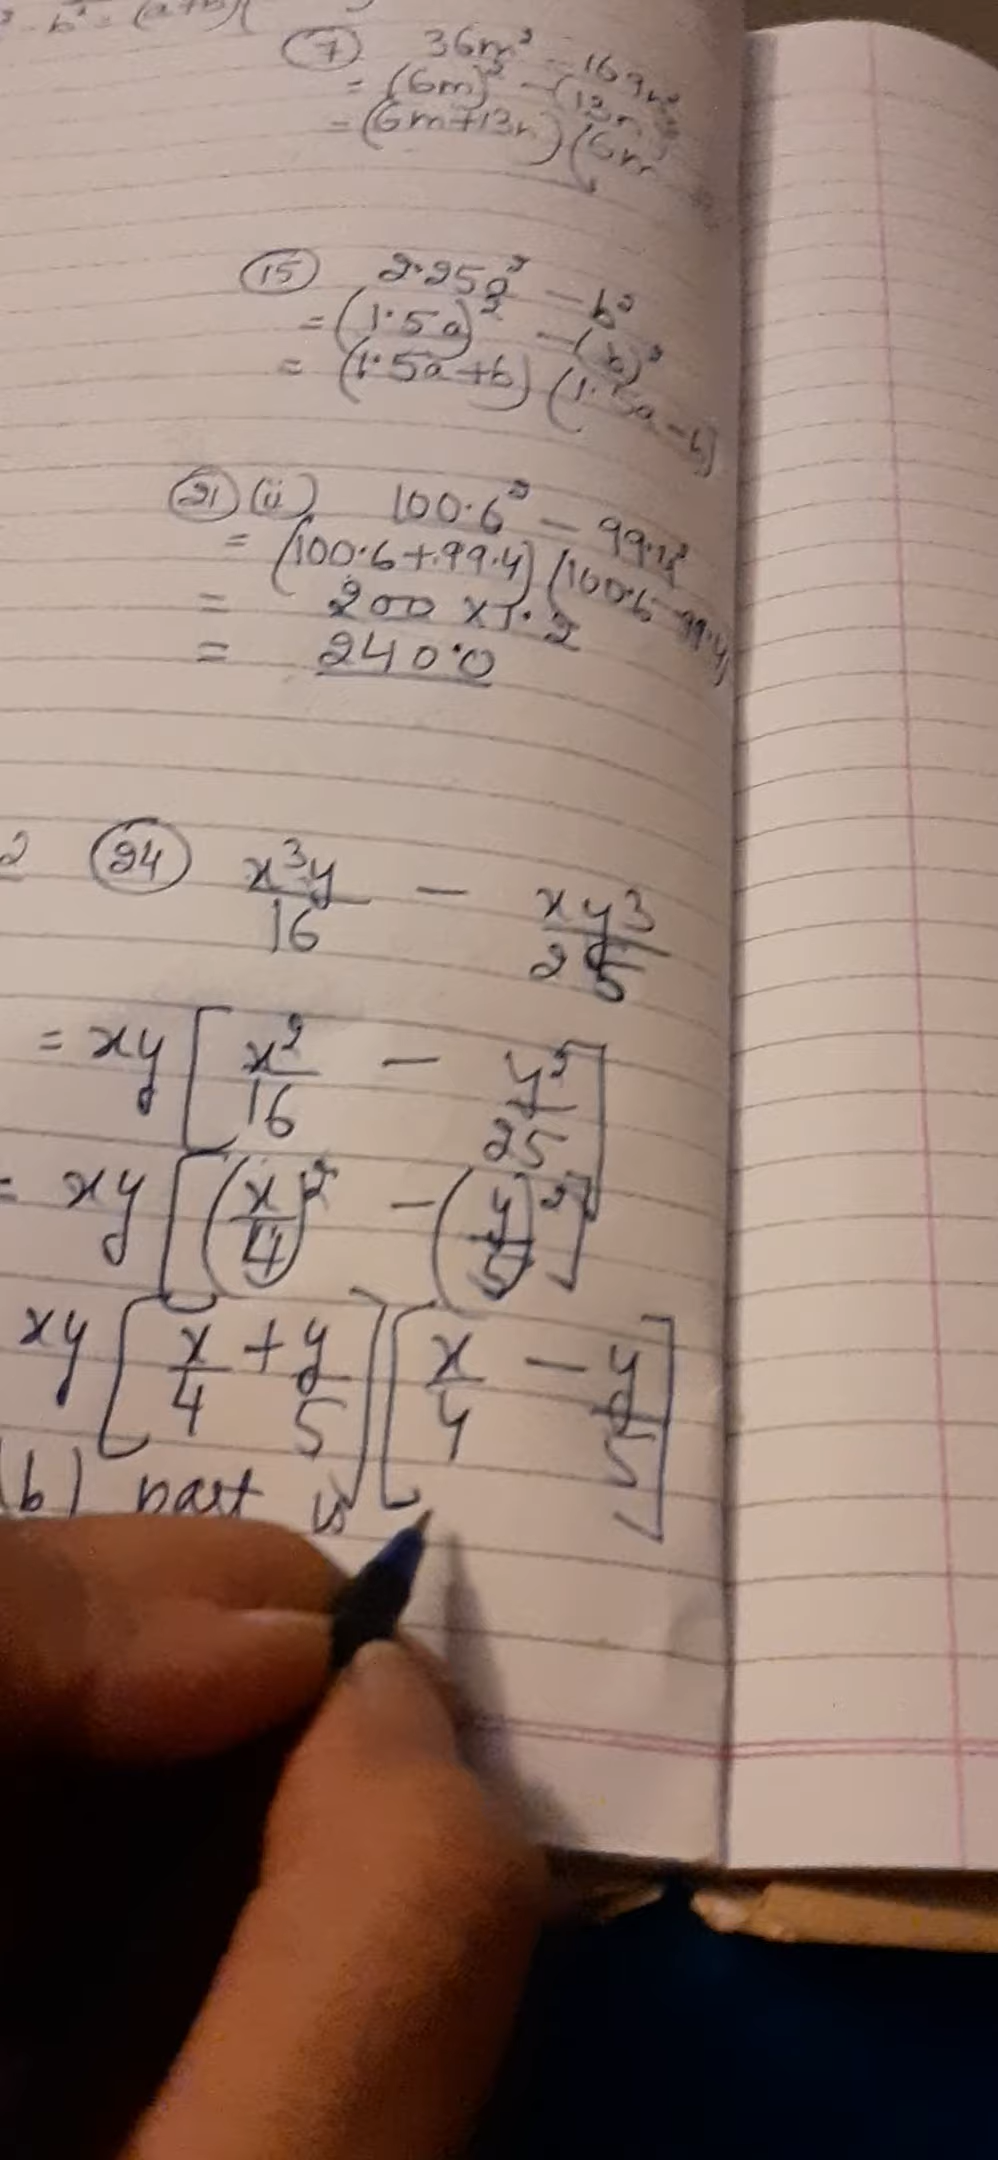 b² = (a+b)(
⑦ 36m² - 169n²
= (6m)² - (13n)²
= (6m+13n)(6m
⑮ 2.25a² - b²
= (1.5a)² - (b)²
= (1.5a+b)(1.5a-b)
㉑ (ii) 100.6² - 99.4²
= (100.6+99.4)(100.6-99.4)
= 200 x 1.2
= 240.0
2 ㉔ x³y/16 - xy³/25
= xy[x²/16 - y²/25]
= xy[(x/4)² - (y/5)²]
xy[x/4 + y/5][x/4 - y/5]
(b) part is